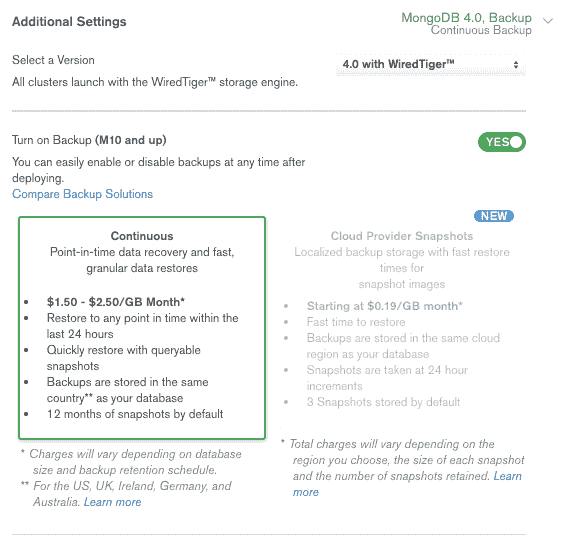 Additional Settings
MongoDB 4.0, Backup
Continuous Backup
Select a Version
4.0 with WiredTiger™
All clusters launch with the WiredTiger™ storage engine.
Turn on Backup (M10 and up)
YES
You can easily enable or disable backups at any time after
deploying.
Compare Backup Solutions
Continuous
Point-in-time data recovery and fast,
granular data restores
• $1.50 - $2.50/GB Month*
• Restore to any point in time within the
last 24 hours
• Quickly restore with queryable
snapshots
• Backups are stored in the same
country** as your database
• 12 months of snapshots by default
* Charges will vary depending on database
size and backup retention schedule.
** For the US, UK, Ireland, Germany, and
Australia. Learn more
NEW
Cloud Provider Snapshots
Localized backup storage with fast restore
times for
snapshot images
• Starting at $0.19/GB month*
• Fast time to restore
• Backups are stored in the same cloud
region as your database
• Snapshots are taken at 24 hour
increments
• 3 Snapshots stored by default
* Total charges will vary depending on the
region you choose, the size of each snapshot
and the number of snapshots retained. Learn
more